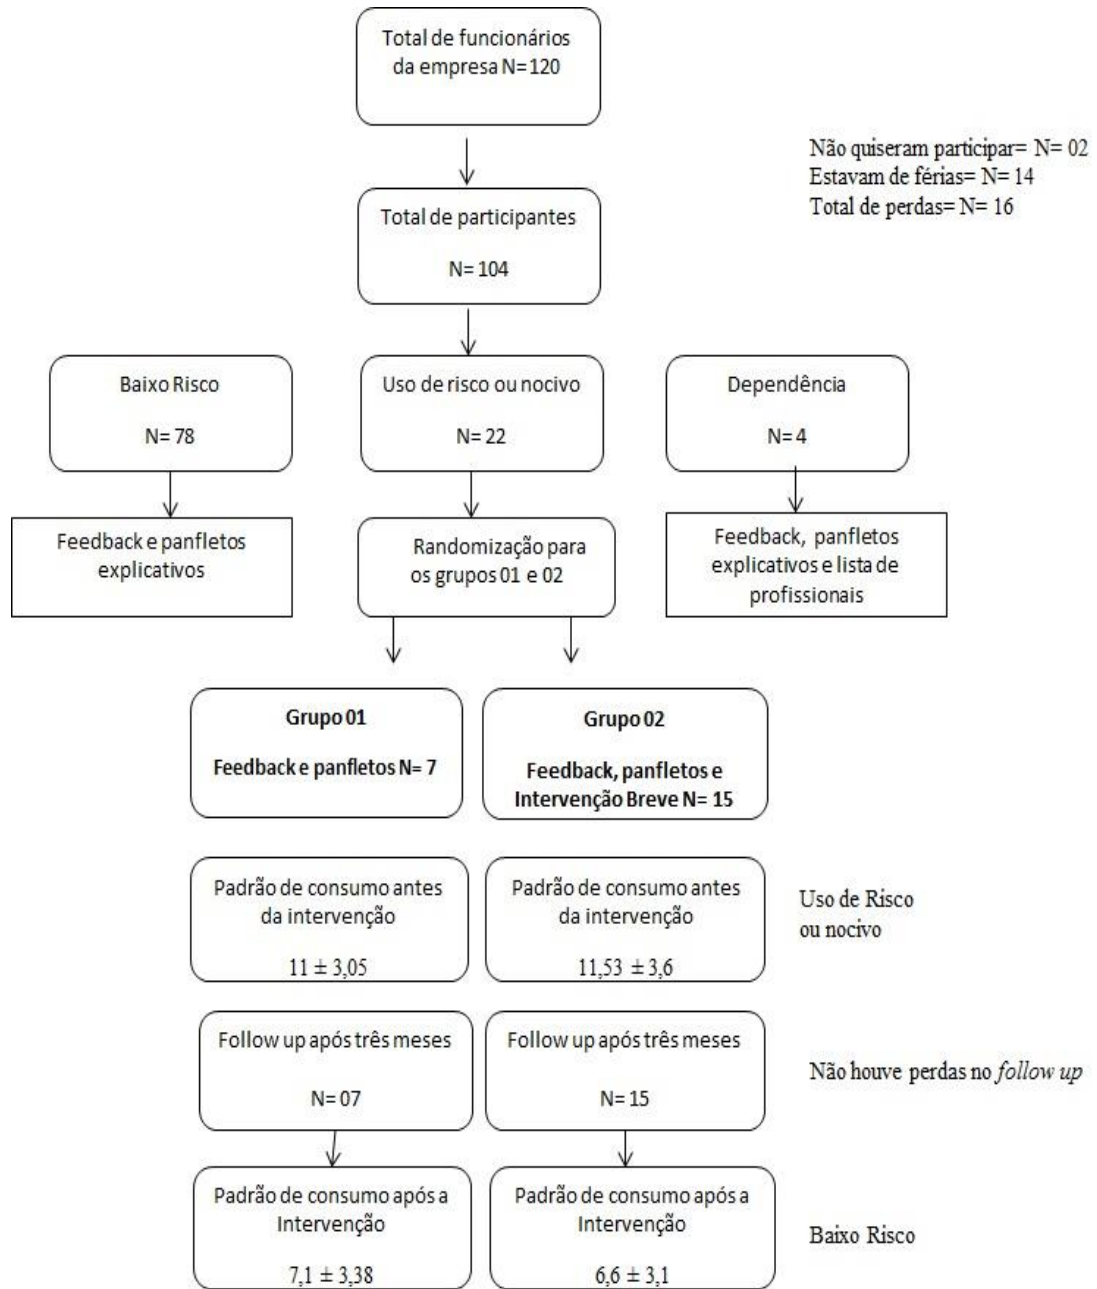 Total de funcionários
da empresa N= 120
Não quiseram participar= N= 02
Estavam de férias= N= 14
Total de perdas= N= 16
Total de participantes
N= 104
Baixo Risco
N= 78
Uso de risco ou nocivo
N= 22
Dependência
N= 4
Feedback e panfletos
explicativos
Randomização para
os grupos 01 e 02
Feedback, panfletos
explicativos e lista de
profissionais
Grupo 01
Feedback e panfletos N= 7
Grupo 02
Feedback, panfletos e
Intervenção Breve N= 15
Padrão de consumo antes
da intervenção
11 ± 3,05
Padrão de consumo antes
da intervenção
11,53 ± 3,6
Uso de Risco
ou nocivo
Follow up após três meses
N= 07
Follow up após três meses
N= 15
Não houve perdas no follow up
Padrão de consumo após a
Intervenção
7,1 ± 3,38
Padrão de consumo após a
Intervenção
6,6 ± 3,1
Baixo Risco